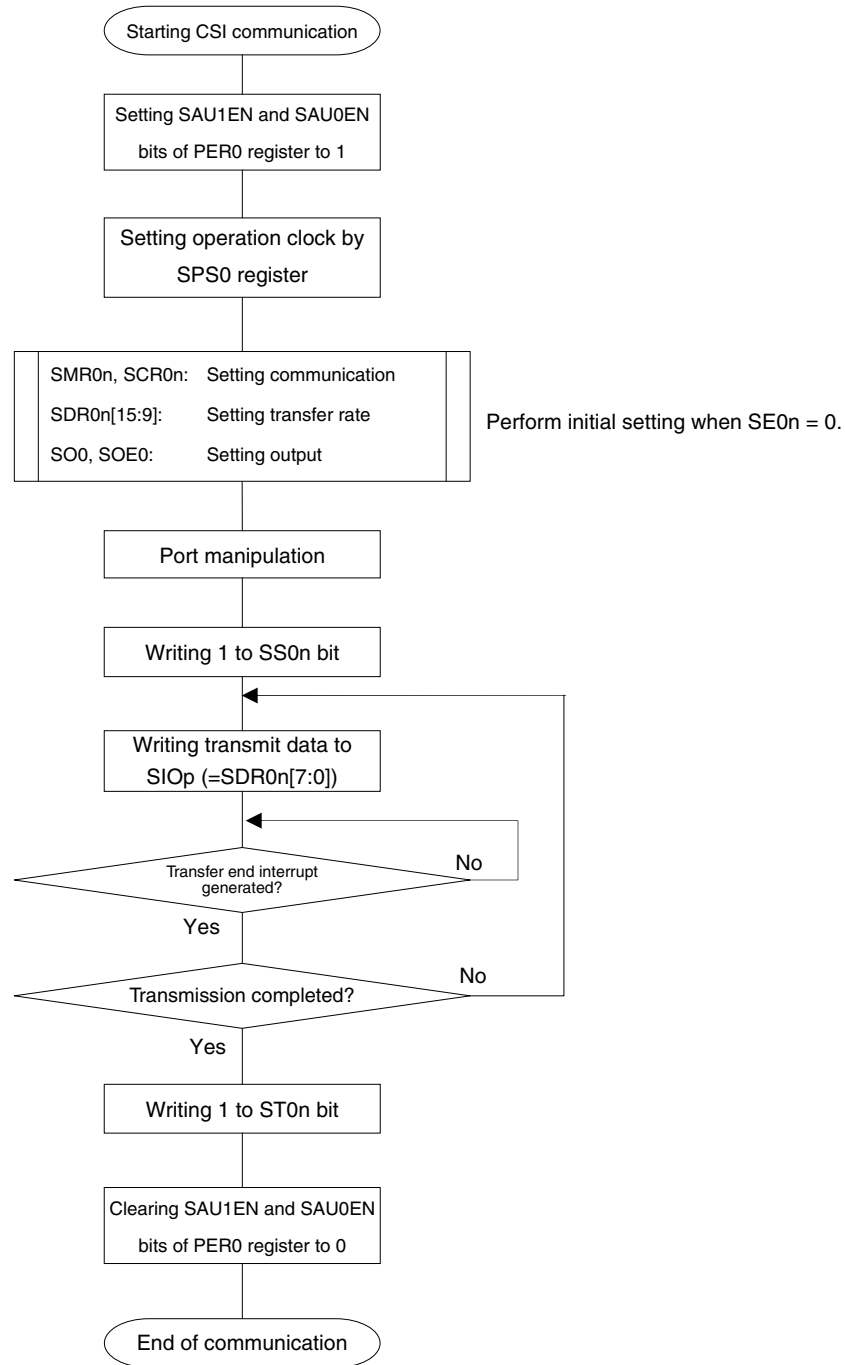 Starting CSI communication
Setting SAU1EN and SAU0EN
bits of PER0 register to 1
Setting operation clock by
SPS0 register
SMR0n, SCR0n: Setting communication
SDR0n[15:9]: Setting transfer rate
SO0, SOE0: Setting output
Perform initial setting when SE0n = 0.
Port manipulation
Writing 1 to SS0n bit
Writing transmit data to
SIOp (=SDR0n[7:0])
Transfer end interrupt
generated?
No
Yes
Transmission completed?
No
Yes
Writing 1 to ST0n bit
Clearing SAU1EN and SAU0EN
bits of PER0 register to 0
End of communication